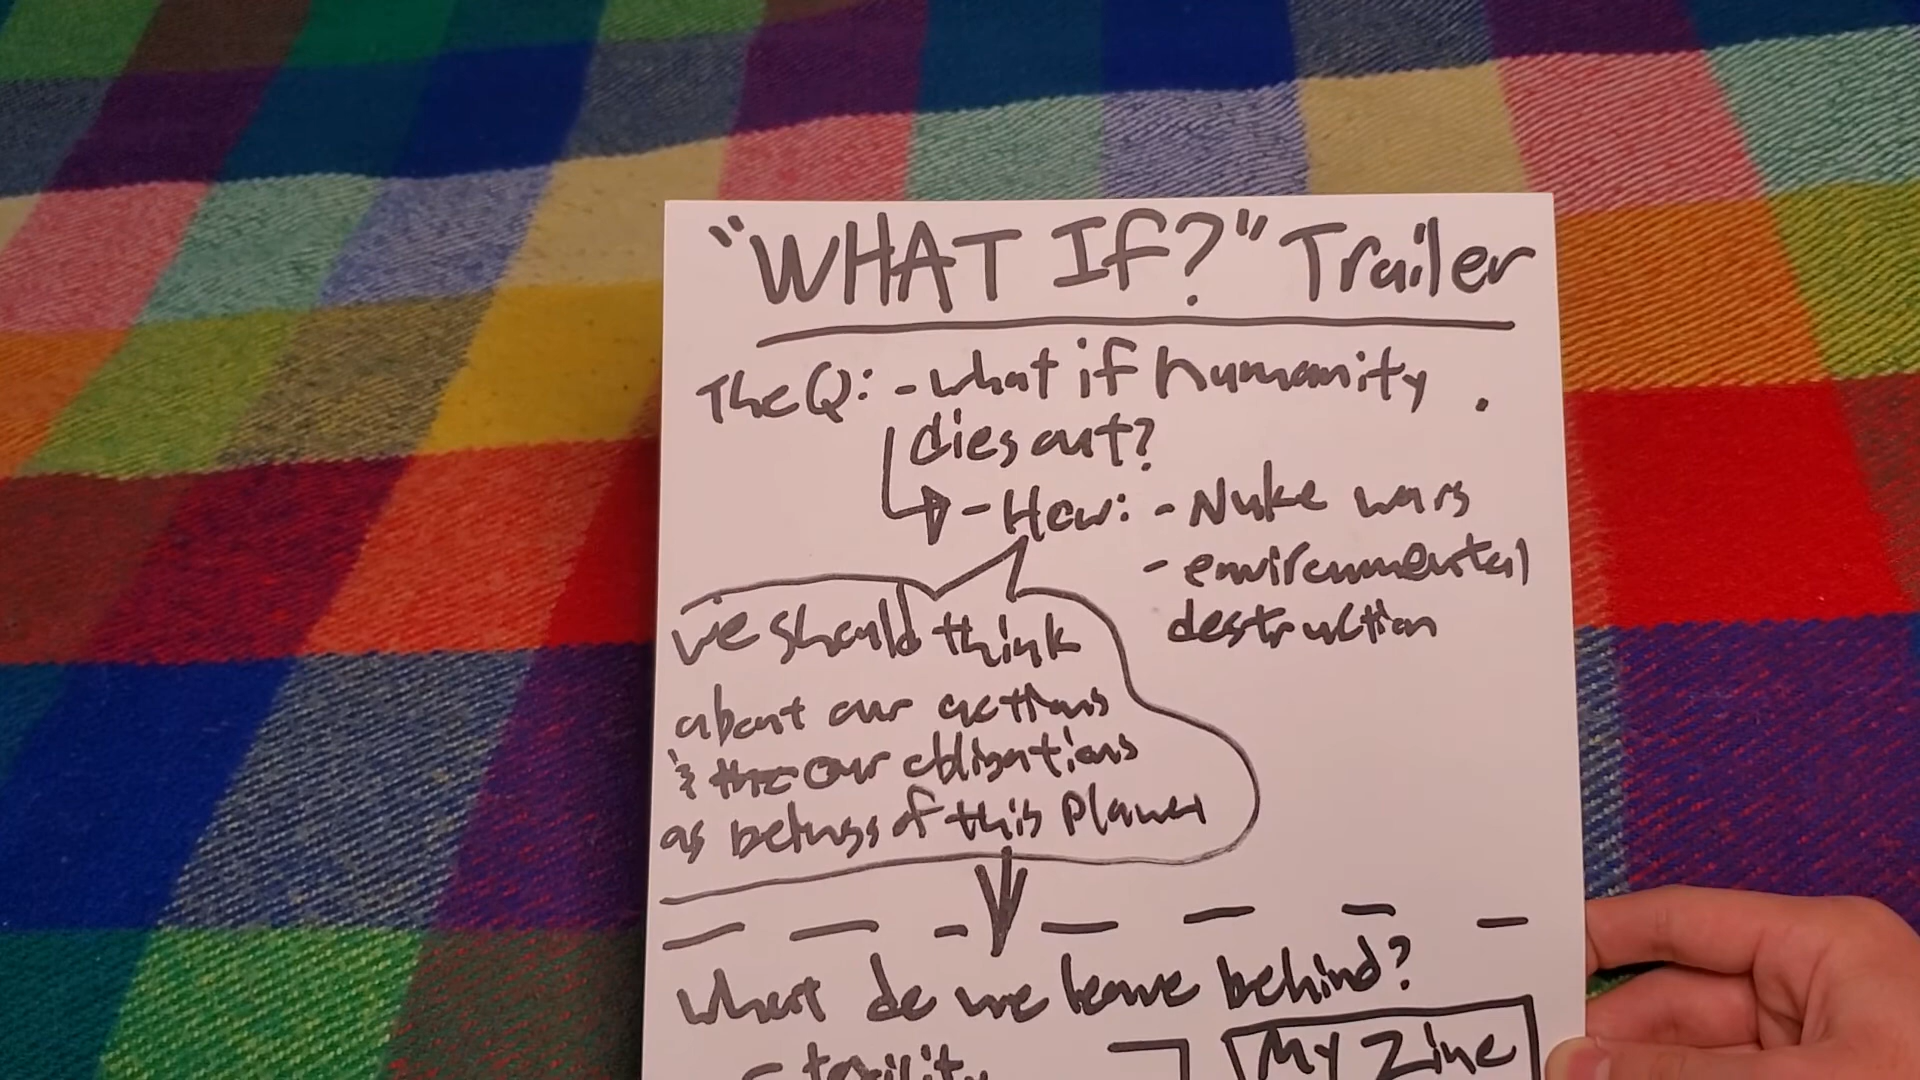 "WHAT If?" Trailer
The Q: - what if humanity
dies out?
- How: - Nuke wars
- environmental
destruction
we should think
about our actions
& the our obligations
as beings of this Planet
what do we leave behind?
- toxicity
My Zine